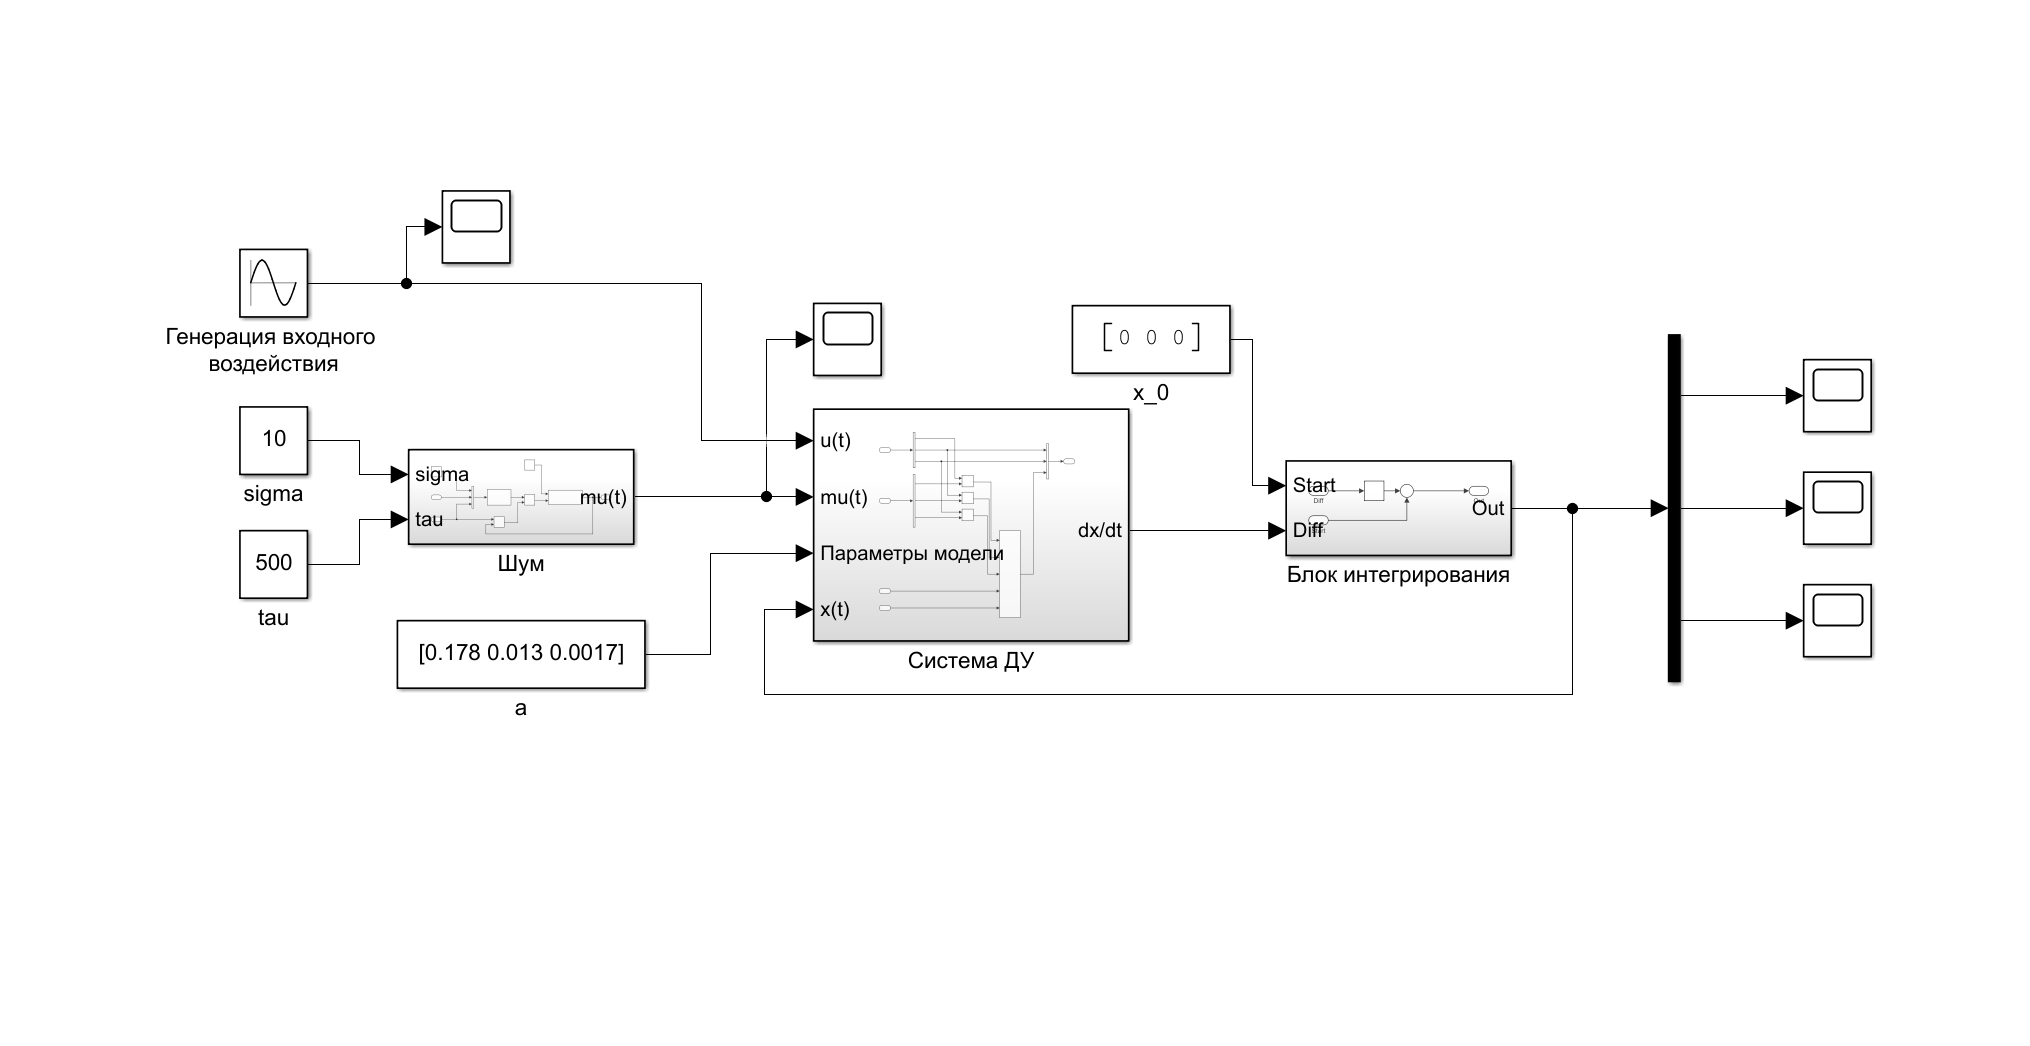 Генерация входного
воздействия
10
sigma
500
tau
sigma
tau
mu(t)
Шум
[0.178 0.013 0.0017]
a
u(t)
mu(t)
Параметры модели
x(t)
dx/dt
Система ДУ
[0 0 0]
x_0
Start
Diff
Diff
Out
Блок интегрирования